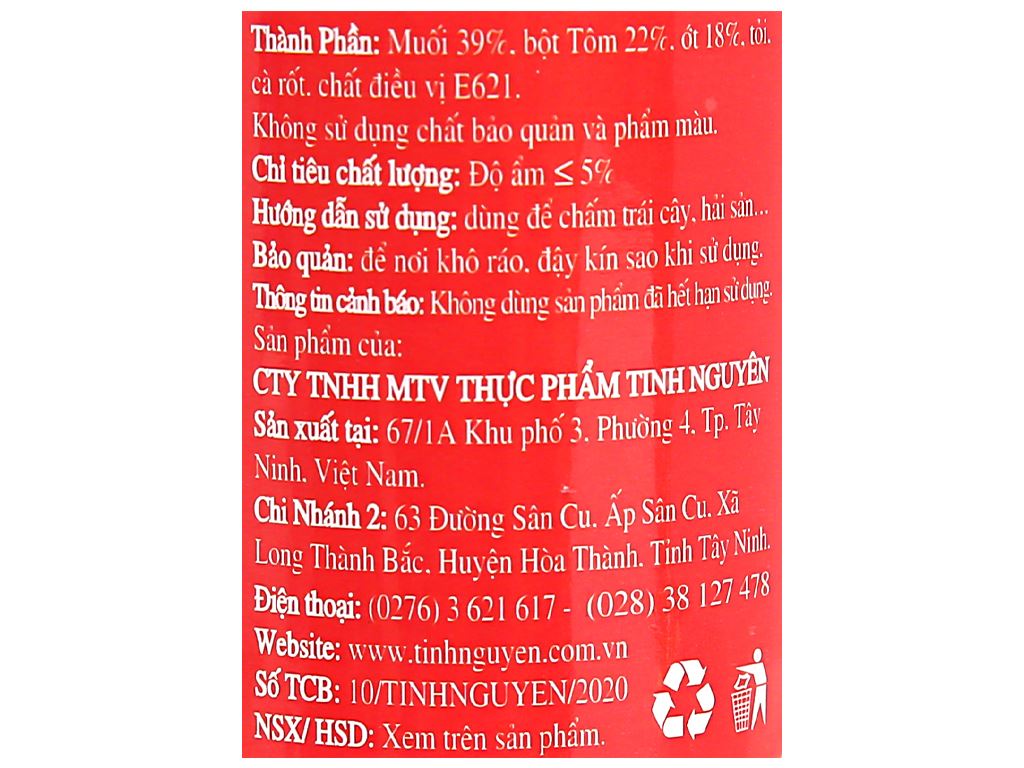 Thành Phần: Muối 39%, bột Tôm 22%, ớt 18%, tỏi,
cà rốt, chất điều vị E621.
Không sử dụng chất bảo quản và phẩm màu.
Chỉ tiêu chất lượng: Độ ẩm ≤ 5%
Hướng dẫn sử dụng: dùng để chấm trái cây, hải sản...
Bảo quản: để nơi khô ráo, đậy kín sao khi sử dụng.
Thông tin cảnh báo: Không dùng sản phẩm đã hết hạn sử dụng.
Sản phẩm của:
CTY TNHH MTV THỰC PHẨM TINH NGUYÊN
Sản xuất tại: 67/1A Khu phố 3, Phường 4, Tp. Tây
Ninh, Việt Nam.
Chi Nhánh 2: 63 Đường Sân Cu, Ấp Sân Cu, Xã
Long Thành Bắc, Huyện Hòa Thành, Tỉnh Tây Ninh.
Điện thoại: (0276) 3 621 617 - (028) 38 127 478
Website: www.tinhnguyen.com.vn
Số TCB: 10/TINHNGUYEN/2020
NSX/ HSD: Xem trên sản phẩm.